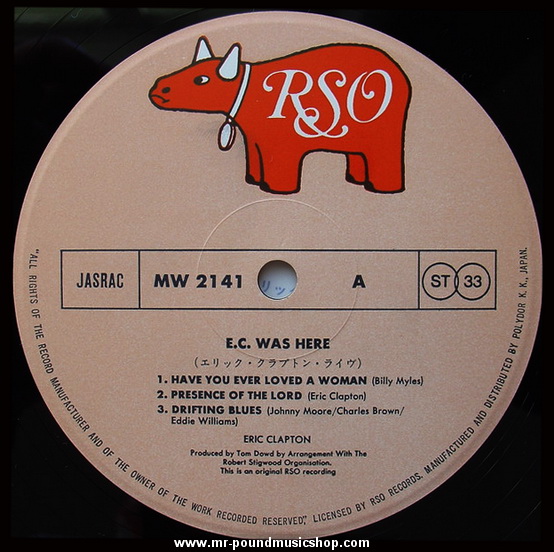 RSO
JASRAC
MW 2141
A
ST 33
E.C. WAS HERE
(エリック・クラプトン・ライヴ)
1. HAVE YOU EVER LOVED A WOMAN (Billy Myles)
2. PRESENCE OF THE LORD (Eric Clapton)
3. DRIFTING BLUES (Johnny Moore/Charles Brown/
Eddie Williams)
ERIC CLAPTON
Produced by Tom Dowd by Arrangement With The
Robert Stigwood Organisation.
This is an original RSO recording
"ALL RIGHTS OF THE RECORD MANUFACTURER AND OF THE OWNER OF THE WORK RECORDED RESERVED," LICENSED BY RSO RECORDS. MANUFACTURED AND DISTRIBUTED BY POLYDOR K. K., JAPAN.
www.mr-poundmusicshop.com